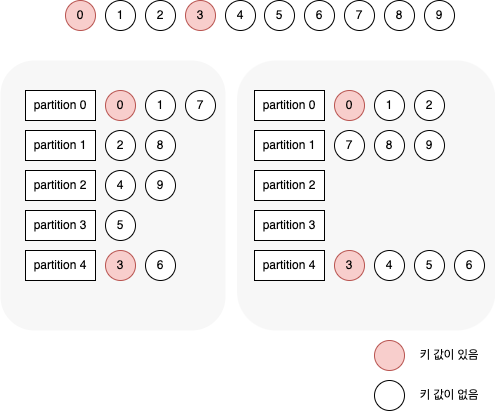 0 1 2 3 4 5 6 7 8 9
partition 0 0 1 7
partition 1 2 8
partition 2 4 9
partition 3 5
partition 4 3 6
partition 0 0 1 2
partition 1 7 8 9
partition 2
partition 3
partition 4 3 4 5 6
키 값이 있음
키 값이 없음